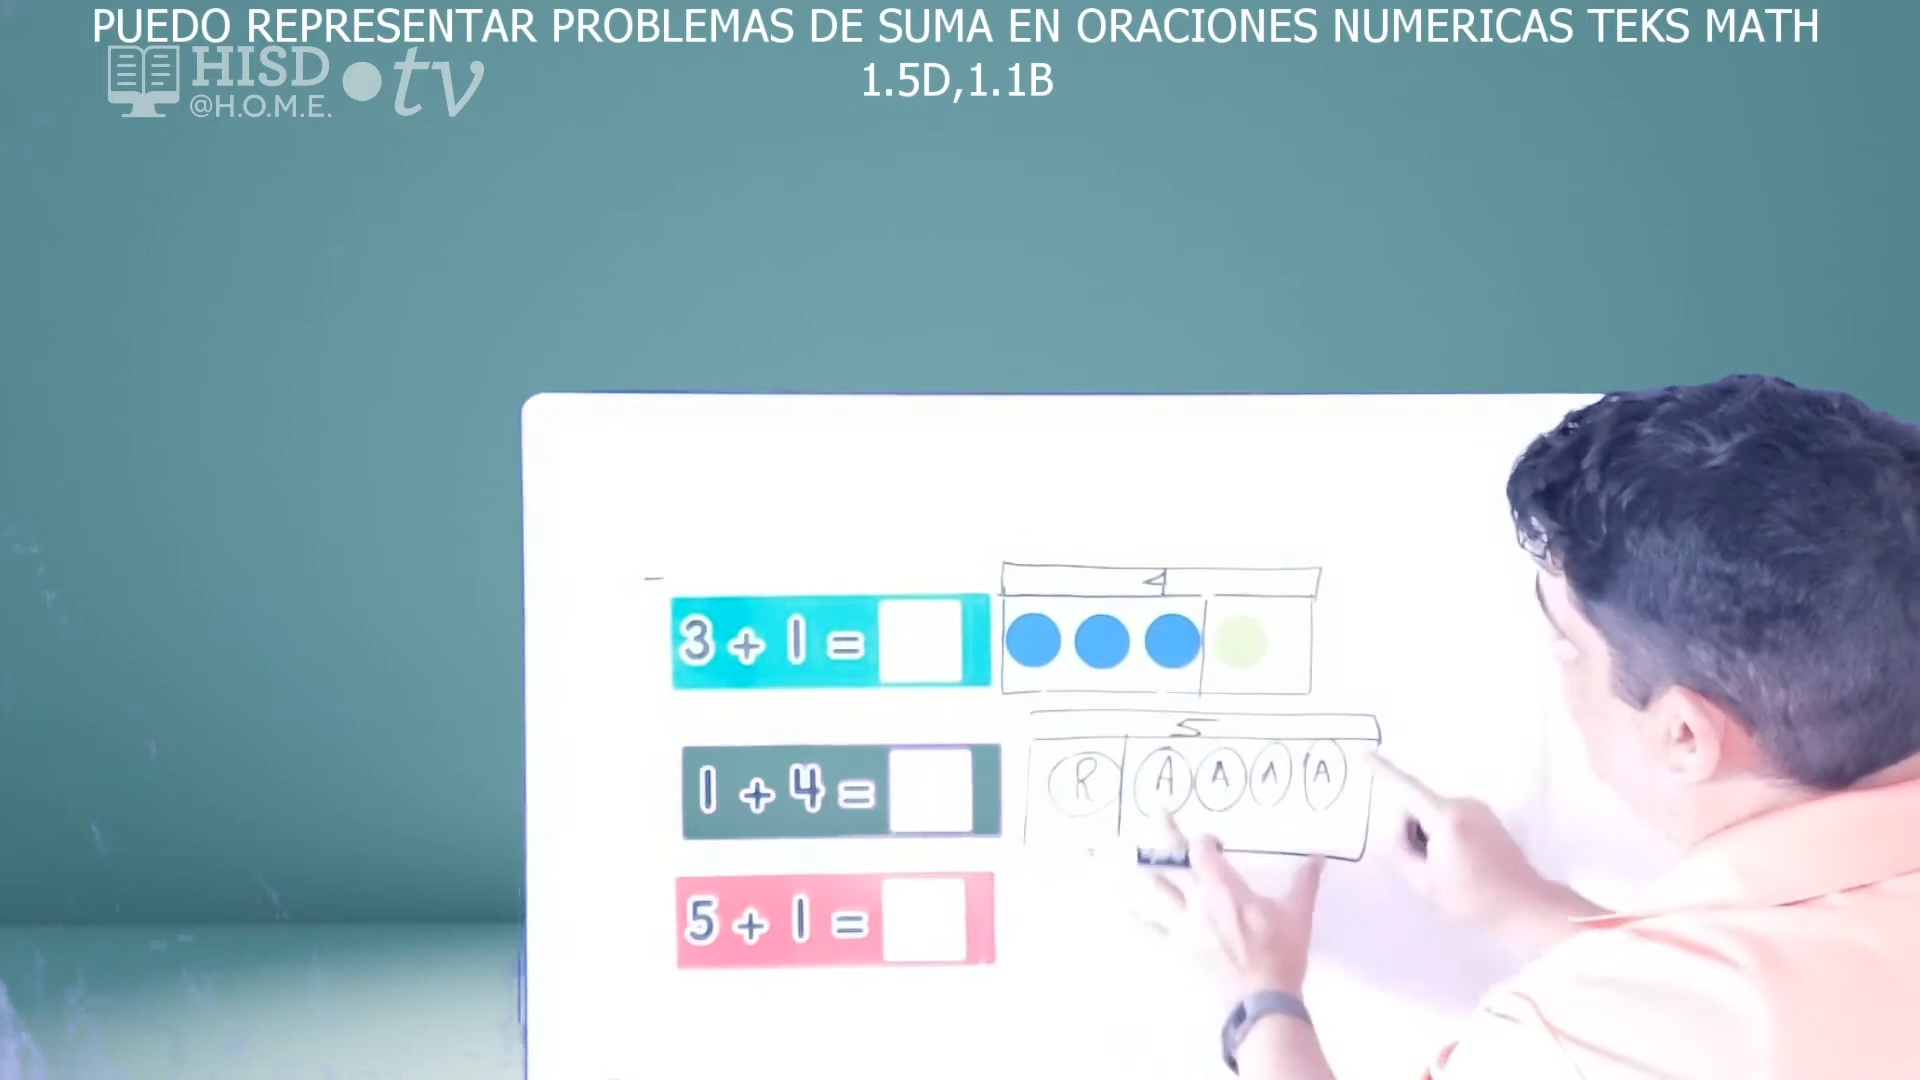 PUEDO REPRESENTAR PROBLEMAS DE SUMA EN ORACIONES NUMERICAS TEKS MATH
1.5D,1.1B
HISD
@H.O.M.E.
tv
4
3 + 1 =
5
1 + 4 =
R A A A A
5 + 1 =